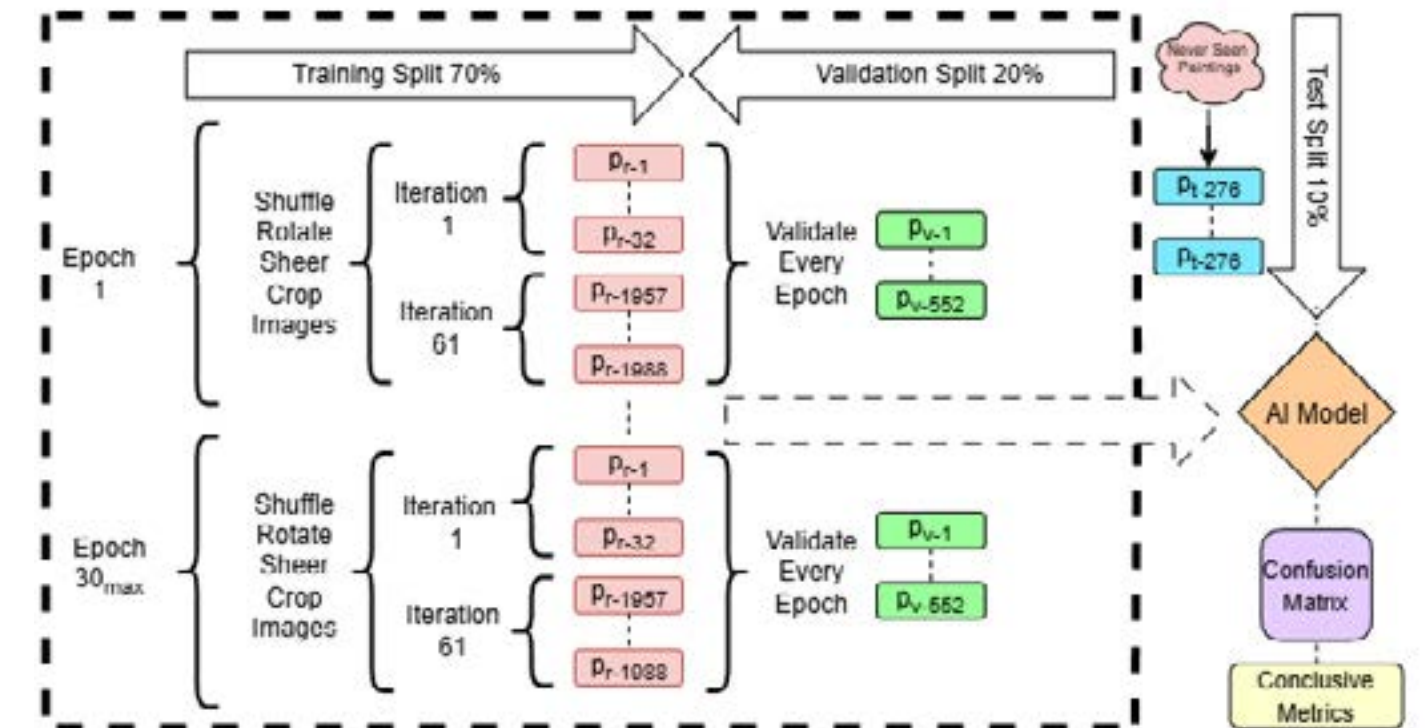 Training Split 70%
Validation Split 20%
Never Seen
Paintings
Test Split 10%
Epoch
1
Shuffle
Rotate
Sheer
Crop
Images
Iteration
1
Pr-1
Pr-32
Iteration
61
Pr-1957
Pr-1988
Validate
Every
Epoch
Pv-1
Pv-552
Pt-276
Pt-276
AI Model
Epoch
30max
Shuffle
Rotate
Sheer
Crop
Images
Iteration
1
Pr-1
Pr-32
Iteration
61
Pr-1957
Pr-1988
Validate
Every
Epoch
Pv-1
Pv-552
Confusion
Matrix
Conclusive
Metrics